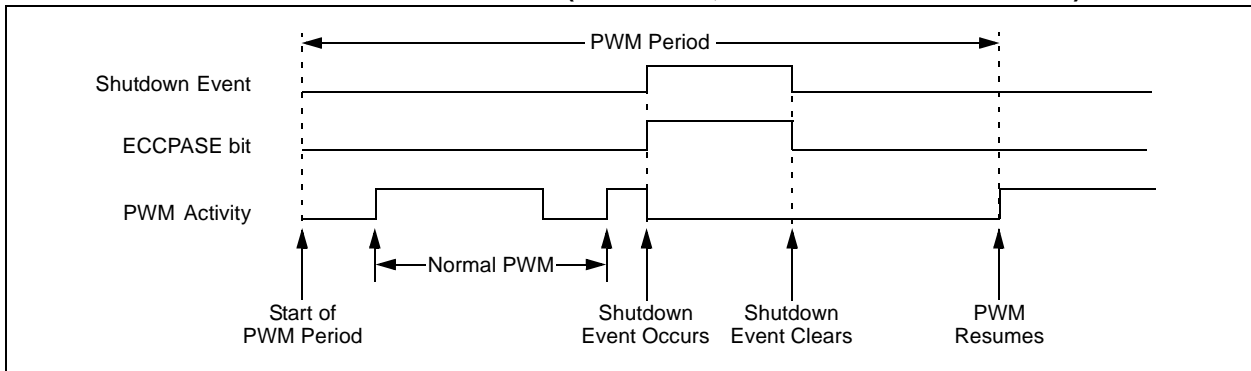 PWM Period
Shutdown Event
ECCPASE bit
PWM Activity
Normal PWM
Start of
PWM Period
Shutdown
Event Occurs
Shutdown
Event Clears
PWM
Resumes